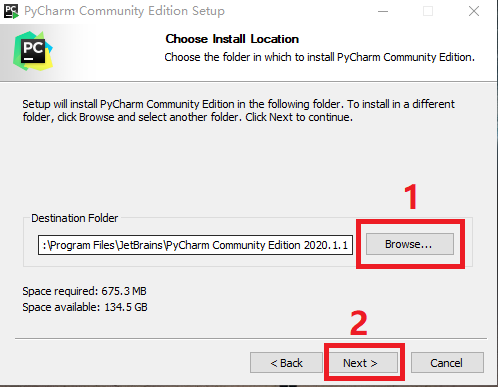 PyCharm Community Edition Setup
PC
Choose Install Location
Choose the folder in which to install PyCharm Community Edition.
Setup will install PyCharm Community Edition in the following folder. To install in a different
folder, click Browse and select another folder. Click Next to continue.
1
Destination Folder
:\Program Files\JetBrains\PyCharm Community Edition 2020.1.1
Browse...
Space required: 675.3 MB
Space available: 134.5 GB
2
< Back
Next >
Cancel